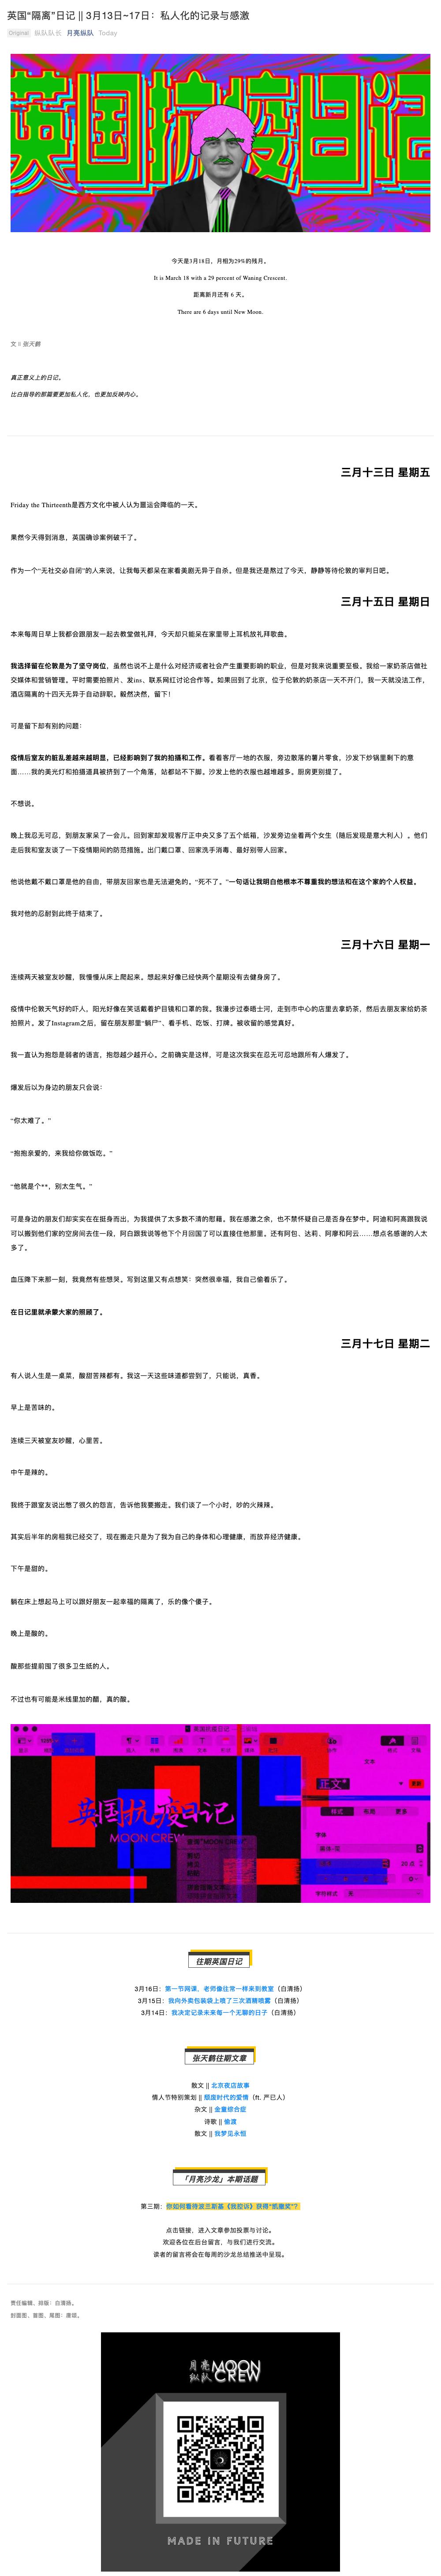 英国“隔离”日记 || 3月13日~17日：私人化的记录与感激
Original 纵队队员 月亮纵队 Today
英国抗疫日记
今天是3月18日，月相为29%的残月。
It is March 18 with a 29 percent of Waning Crescent.
距离新月还有 6 天。
There are 6 days until New Moon.
文 || 张天鹤
真正意义上的日记。
比白指导的那篇要更加私人化，也更加反映内心。
三月十三日 星期五
Friday the Thirteenth是西方文化中被人认为噩运会降临的一天。
果然今天得到消息，英国确诊案例破千了。
作为一个“无社交必自闭”的人来说，让我每天都呆在家看美剧无异于自杀。但是我还是熬过了今天，静静等待伦敦的审判日吧。
三月十五日 星期日
本来每周日早上我都会跟朋友一起去教堂做礼拜，今天却只能呆在家里带上耳机放礼拜歌曲。
我选择留在伦敦是为了坚守岗位，虽然也说不上是什么对经济或者社会产生重要影响的职业，但是对我来说重要至极。我给一家奶茶店做社
交媒体和营销管理。平时需要拍照片、发ins、联系网红讨论合作等。如果回到了北京，位于伦敦的奶茶店一天不开门，我一天就没法工作，
酒店隔离的十四天无异于自动辞职。毅然决然，留下！
可是留下却有别的问题：
疫情后室友的脏乱差越来越明显，已经影响到了我的拍摄和工作。看看客厅一地的衣服，旁边散落的薯片零食，沙发下炒锅里剩下的意
面……我的美光灯和拍摄道具被挤到了一个角落，站都站不下脚。沙发上他的衣服也越堆越多。厨房更别提了。
不想说。
晚上我忍无可忍，到朋友家呆了一会儿。回到家却发现客厅正中央又多了五个纸箱，沙发旁边坐着两个女生（随后发现是意大利人）。他们
走后我和室友谈了一下疫情期间的防范措施。出门戴口罩、回家洗手消毒、最好别带人回家。
他说他戴不戴口罩是他的自由，带朋友回家也是无法避免的。“死不了。”一句话让我明白他根本不尊重我的想法和在这个家的个人权益。
我对他的忍耐到此终于结束了。
三月十六日 星期一
连续两天被室友吵醒，我慢慢从床上爬起来。想起来好像已经快两个星期没有去健身房了。
疫情中伦敦天气好的吓人，阳光好像在笑话戴着护目镜和口罩的我。我漫步过泰晤士河，走到市中心的店里去拿奶茶，然后去朋友家给奶茶
拍照片。发了Instagram之后，留在朋友那里“躺尸”、看手机、吃饭、打牌。被收留的感觉真好。
我一直认为抱怨是弱者的语言，抱怨越少越开心。之前确实是这样，可是这次我实在忍无可忍地跟所有人爆发了。
爆发后以为身边的朋友只会说：
“你太难了。”
“抱抱亲爱的，来我给你做饭吃。”
“他就是个**，别太生气。”
可是身边的朋友们却实实在在挺身而出，为我提供了太多数不清的慰藉。我在感激之余，也不禁怀疑自己是否身在梦中。阿迪和阿高跟我说
可以搬到他们家的空房间去住一段，阿白跟我说等他下个月回国了可以直接住他那里。还有阿包、达莉、阿廖和阿云……想点名感谢的人太
多了。
血压降下来那一刻，我竟然有些想哭。写到这里又有点想笑：突然很幸福，我自己偷着乐了。
在日记里就承蒙大家的照顾了。
三月十七日 星期二
有人说人生是一桌菜，酸甜苦辣都有。我这一天这些味道都尝到了，只能说，真香。
早上是苦味的。
连续三天被室友吵醒，心里苦。
中午是辣的。
我终于跟室友说出憋了很久的怨言，告诉他我要搬走。我们谈了一个小时，吵的火辣辣。
其实后半年的房租我已经交了，现在搬走只是为了我为自己的身体和心理健康，而放弃经济健康。
下午是甜的。
躺在床上想起马上可以跟好朋友一起幸福的隔离了，乐的像个傻子。
晚上是酸的。
酸那些提前囤了很多卫生纸的人。
不过也有可能是米线里加的醋，真的酸。
英国抗疫日记
MOON CREW
文本
正文*
样式 布局 更多
字体
20 点
字符样式 无
往期英国日记
3月16日：第一节网课，老师像往常一样来到教室（白清扬）
3月15日：我向外卖包装袋上喷了三次酒精喷雾（白清扬）
3月14日：我决定记录未来每一个无聊的日子（白清扬）
张天鹤往期文章
散文 || 北京夜店故事
情人节特别策划 || 颓废时代的爱情（ft. 严已人）
杂文 || 金童综合症
诗歌 || 偷渡
散文 || 我梦见永恒
「月亮沙龙」本期话题
第三期：你如何看待波兰斯基《我控诉》获得“凯撒奖”？
点击链接，进入文章参加投票与讨论。
欢迎各位在后台留言，与我们进行交流。
读者的留言将会在每周的沙龙总结推送中呈现。
责任编辑、排版：白清扬。
封面图、首图、尾图：唐颂。
月亮纵队 MOON CREW
MADE IN FUTURE